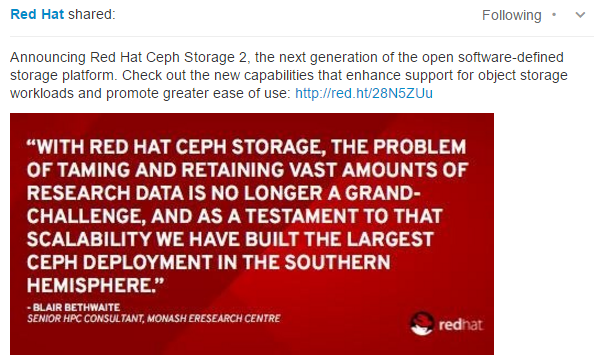 Red Hat shared:
Following
Announcing Red Hat Ceph Storage 2, the next generation of the open software-defined
storage platform. Check out the new capabilities that enhance support for object storage
workloads and promote greater ease of use: http://red.ht/28N5ZUu
“WITH RED HAT CEPH STORAGE, THE PROBLEM
OF TAMING AND RETAINING VAST AMOUNTS OF
RESEARCH DATA IS NO LONGER A GRAND-
CHALLENGE, AND AS A TESTAMENT TO THAT
SCALABILITY WE HAVE BUILT THE LARGEST
CEPH DEPLOYMENT IN THE SOUTHERN
HEMISPHERE.”
- BLAIR BETHWAITE
SENIOR HPC CONSULTANT, MONASH ERESEARCH CENTRE
redhat